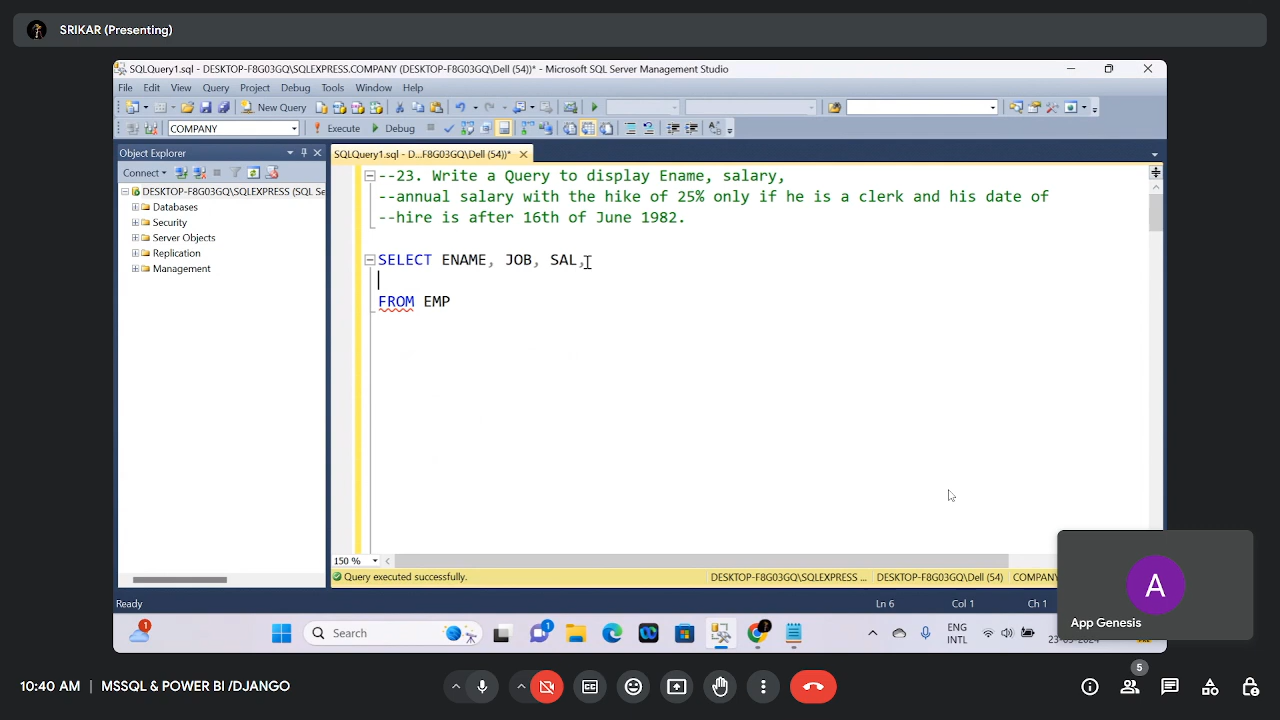 SRIKAR (Presenting)
SQLQuery1.sql - DESKTOP-F8G03GQ\SQLEXPRESS.COMPANY (DESKTOP-F8G03GQ\Dell (54))* - Microsoft SQL Server Management Studio
File Edit View Query Project Debug Tools Window Help
New Query
COMPANY Execute Debug
Object Explorer
SQLQuery1.sql - D...F8G03GQ\Dell (54))*
Connect
DESKTOP-F8G03GQ\SQLEXPRESS (SQL Se
Databases
Security
Server Objects
Replication
Management
--23. Write a Query to display Ename, salary,
--annual salary with the hike of 25% only if he is a clerk and his date of
--hire is after 16th of June 1982.
SELECT ENAME, JOB, SAL,
FROM EMP
150 %
Query executed successfully. DESKTOP-F8G03GQ\SQLEXPRESS ... DESKTOP-F8G03GQ\Dell (54) COMPANY
Ready Ln 6 Col 1 Ch 1
A
App Genesis
1 Search 1 7 ENG
INTL
10:40 AM | MSSQL & POWER BI /DJANGO
5